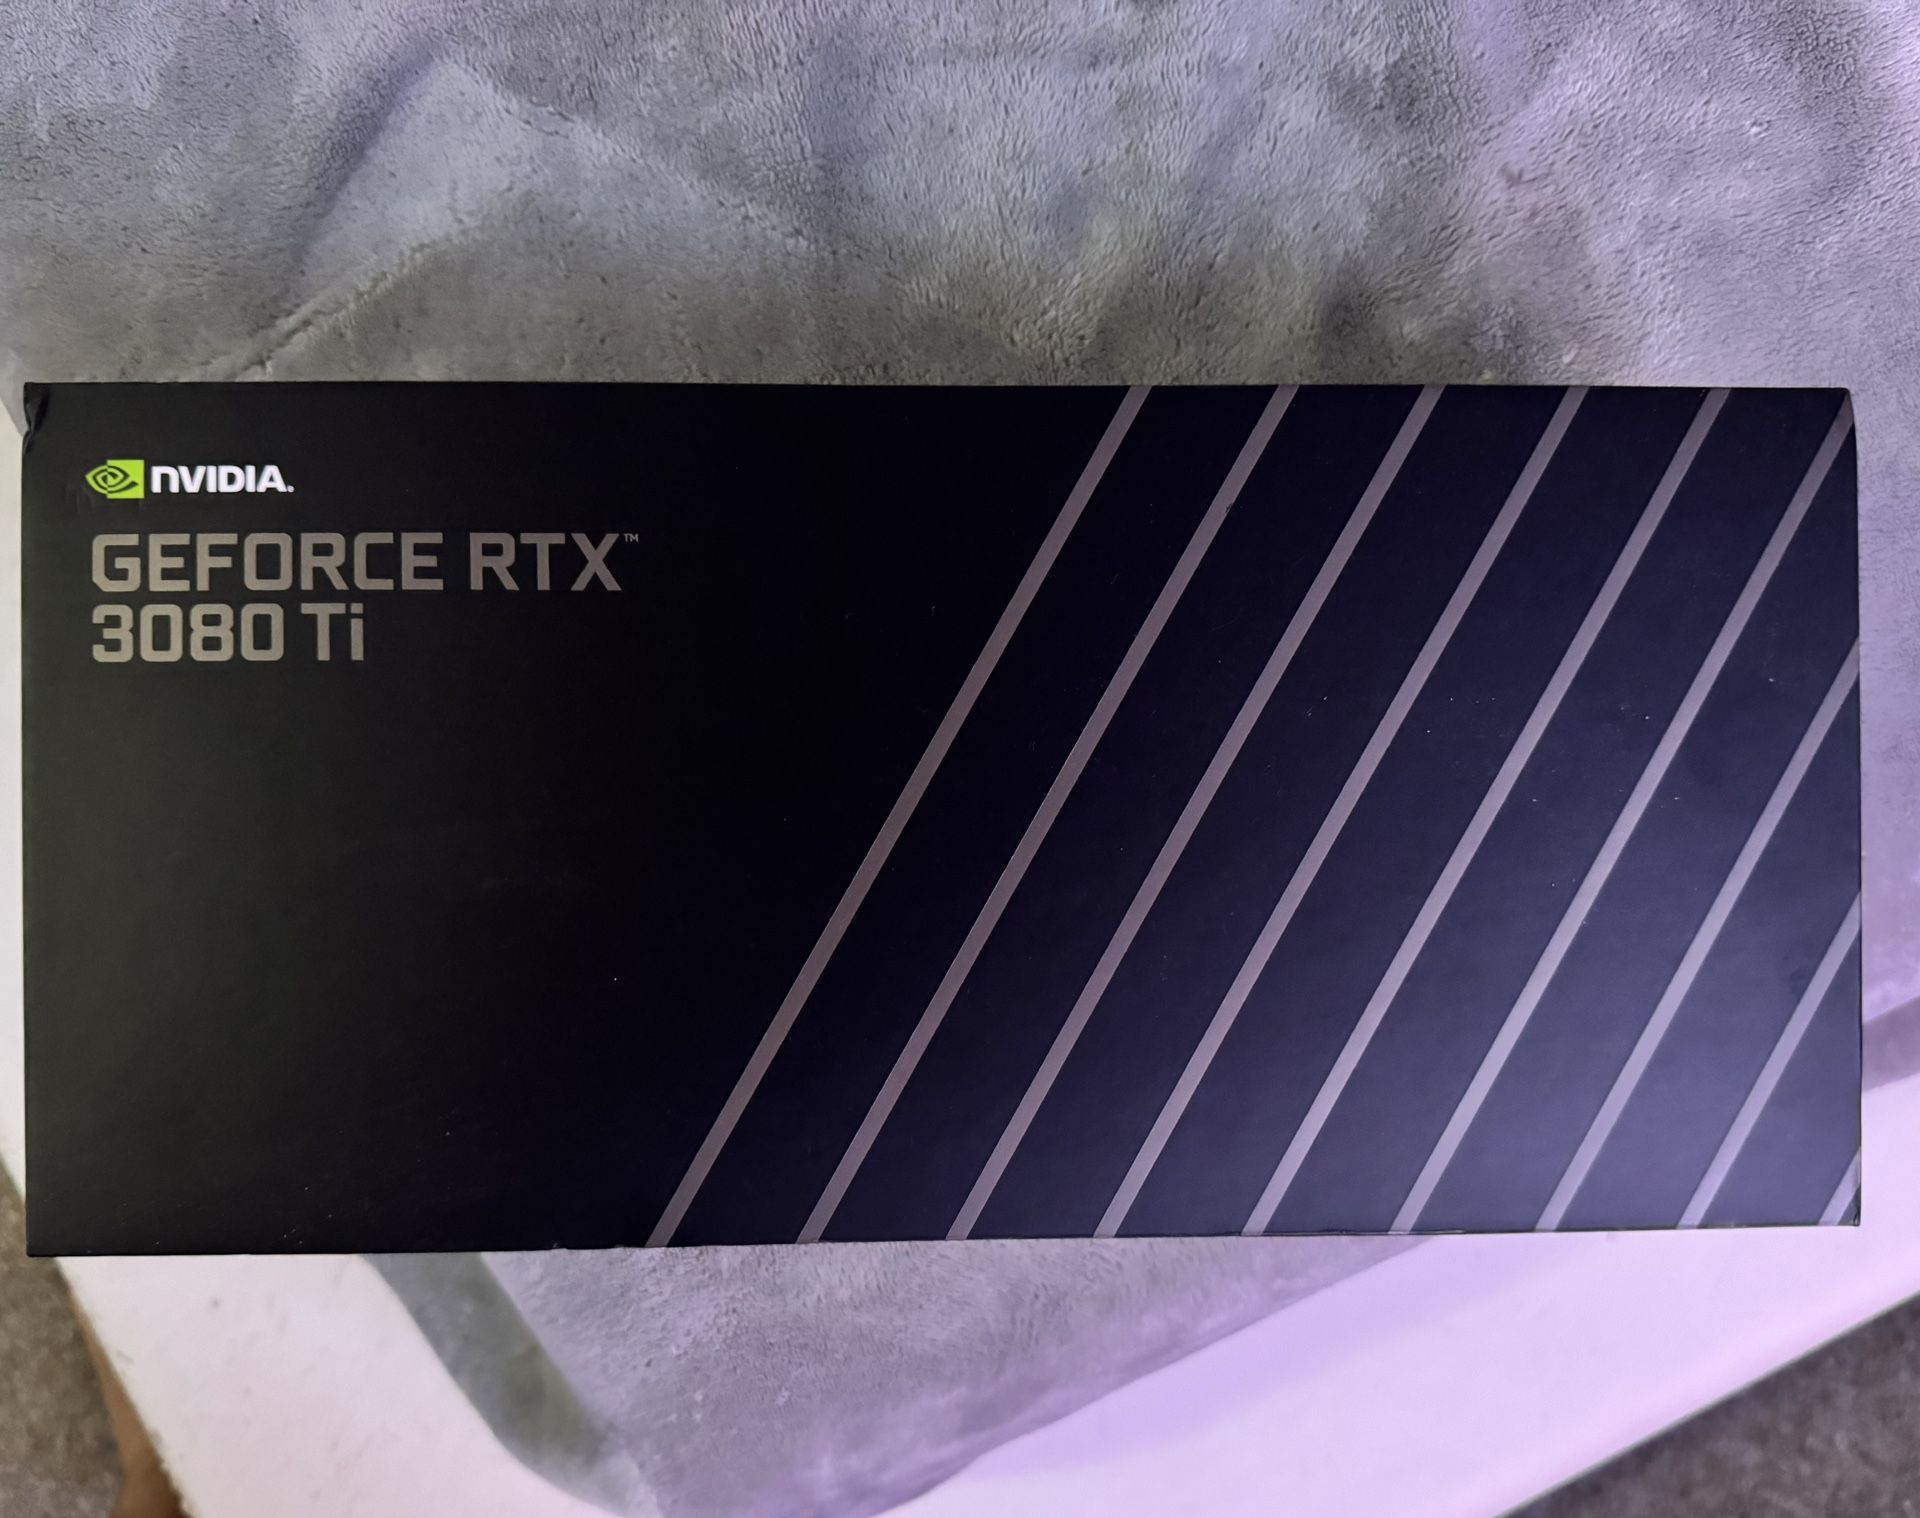 NVIDIA.
GEFORCE RTX™
3080 Ti